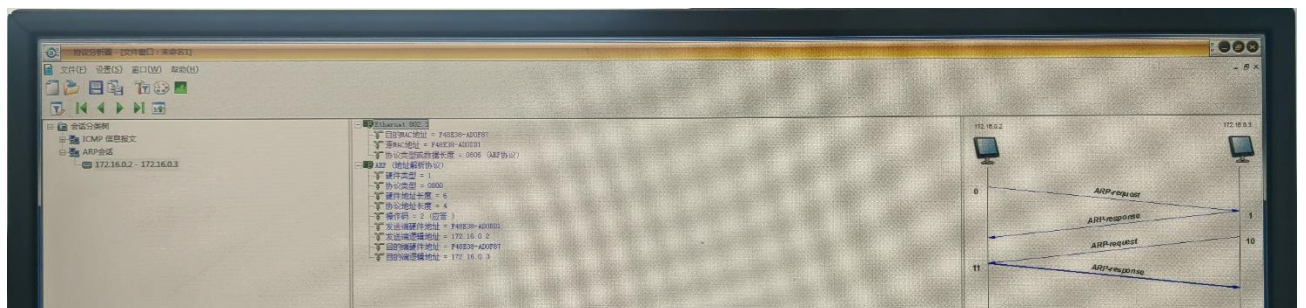 协议分析器 - [文件窗口：未命名1]
文件(F) 设置(S) 窗口(W) 帮助(H)
会话分类树
ICMP 信息报文
ARP会话
172.16.0.2 - 172.16.0.3
Ethernet 802.3
目的MAC地址 = F48E38-AD0F87
源MAC地址 =
协议类型或数据长度 = 0806 (ARP协议)
ARP (地址解析协议)
硬件类型 = 1
协议类型 = 0800
硬件地址长度 = 6
协议地址长度 = 4
操作码 = 2 (应答 )
发送端硬件地址 =
发送端逻辑地址 = 172.16.0.2
目的端硬件地址 = F48E38-AD0F87
目的端逻辑地址 = 172.16.0.3
172.16.0.2
172.16.0.3
0
ARP-request
ARP-response
1
ARP-request
10
11
ARP-response